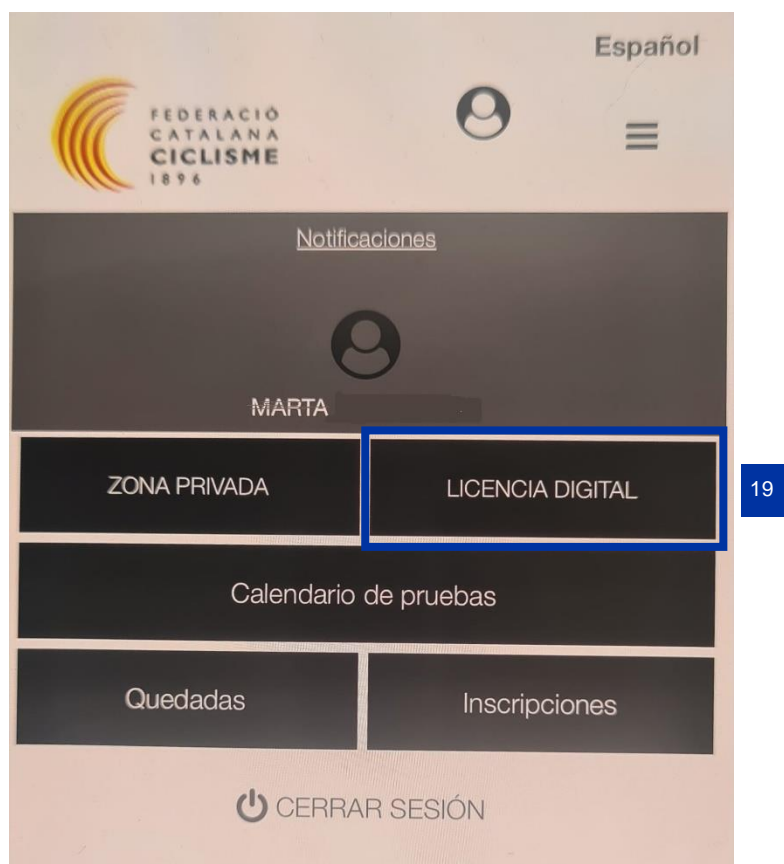 Español
FEDERACIÓ
CATALANA
CICLISME
1896
Notificaciones
MARTA
ZONA PRIVADA
LICENCIA DIGITAL
19
Calendario de pruebas
Quedadas
Inscripciones
CERRAR SESIÓN